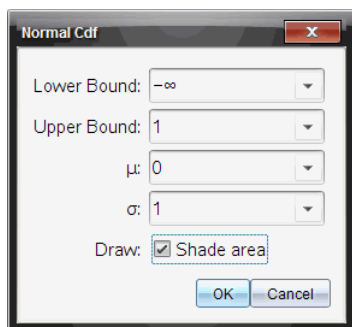 Normal Cdf
Lower Bound: -∞
Upper Bound: 1
μ: 0
σ: 1
Draw: Shade area
OK Cancel